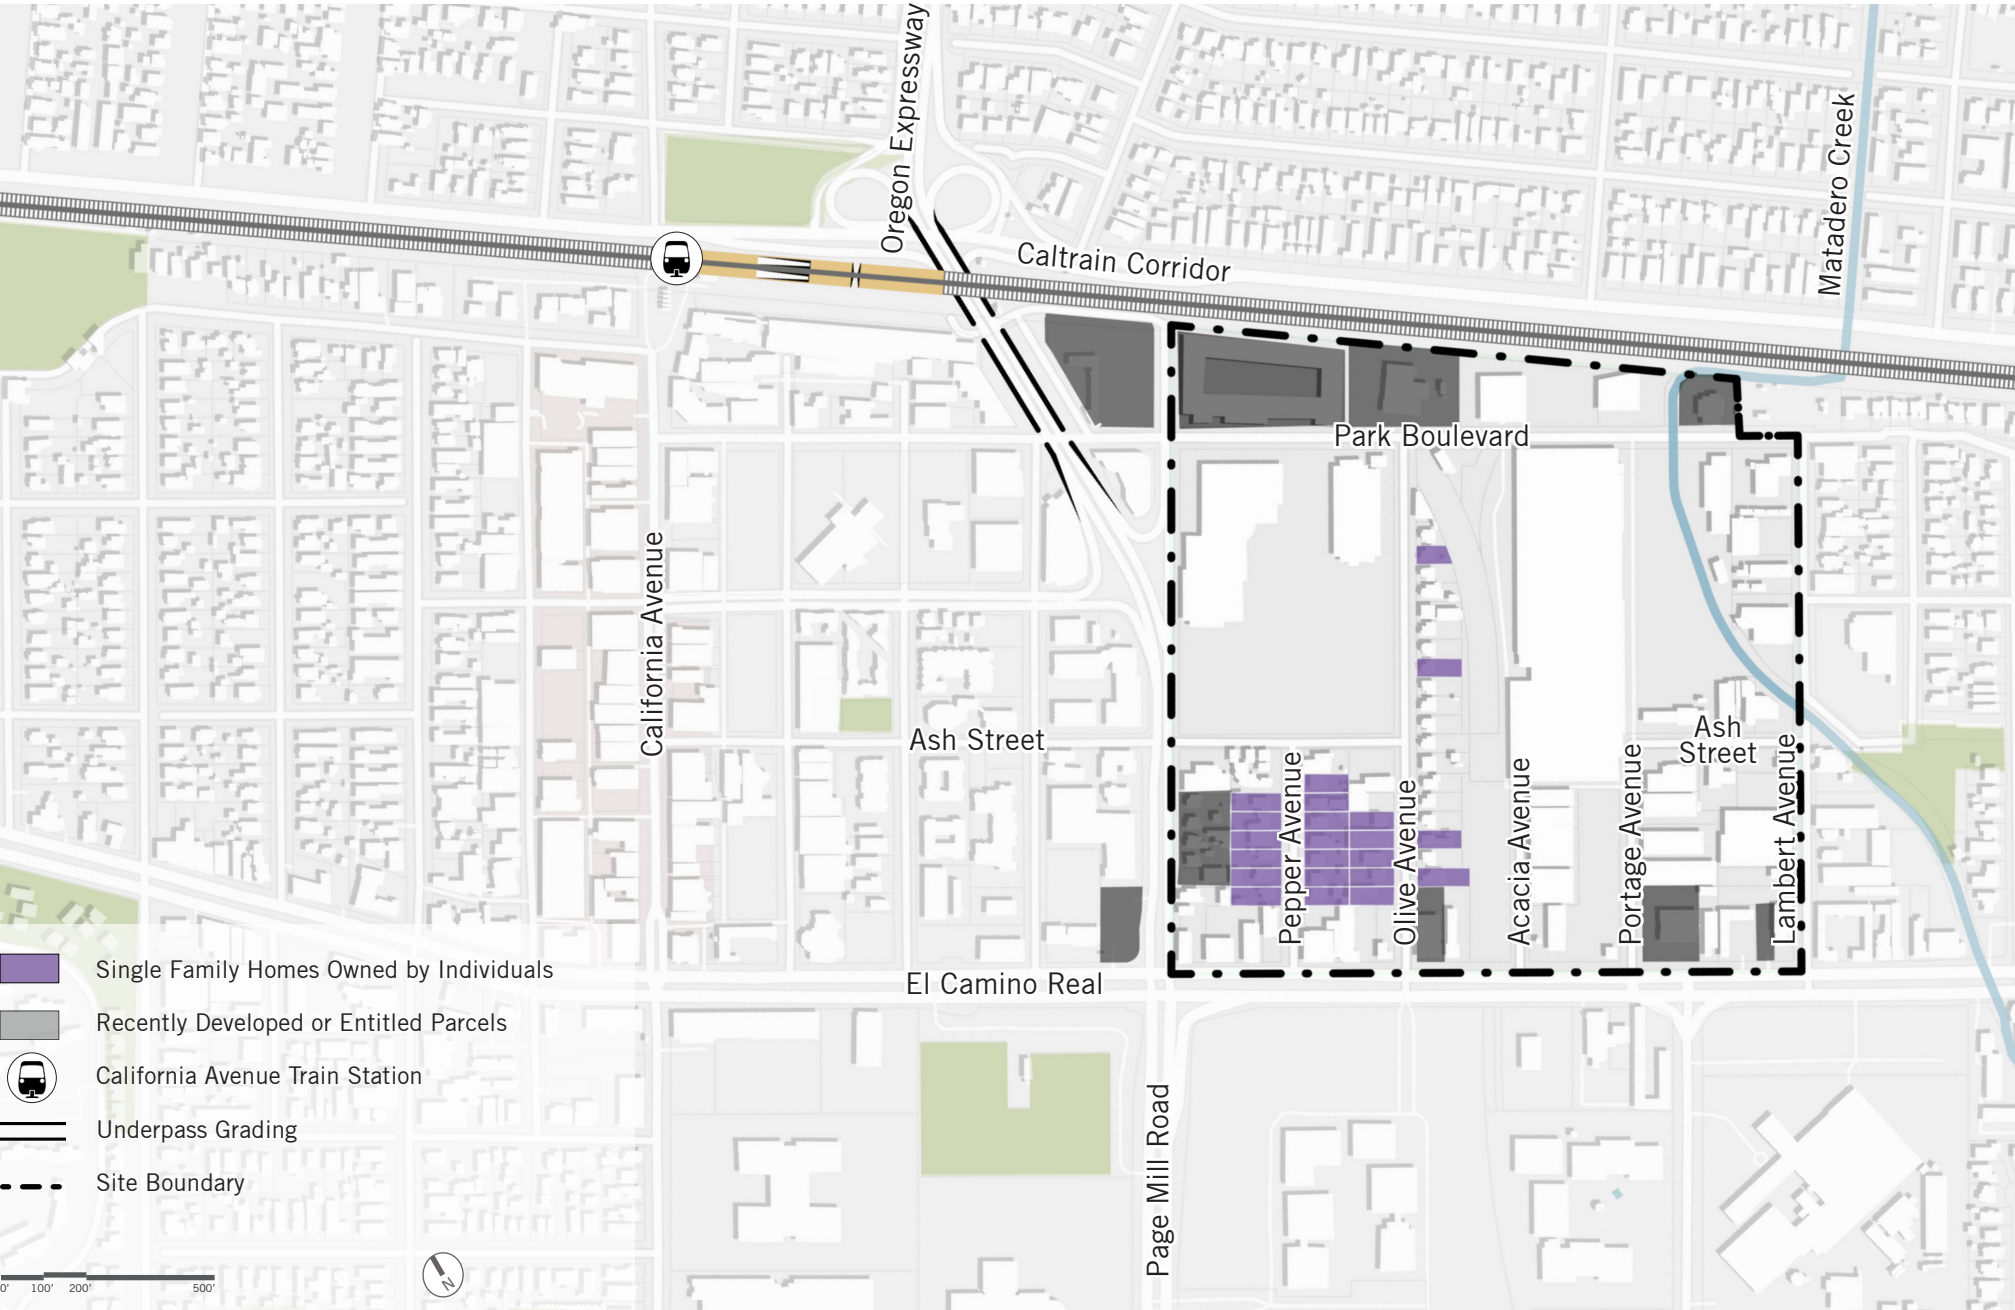 Oregon Expressway
Matadero Creek
Caltrain Corridor
Park Boulevard
California Avenue
Ash Street
Ash
Street
Pepper Avenue
Olive Avenue
Acacia Avenue
Portage Avenue
Lambert Avenue
El Camino Real
Page Mill Road
Single Family Homes Owned by Individuals
Recently Developed or Entitled Parcels
California Avenue Train Station
Underpass Grading
Site Boundary
0' 100' 200' 500'
N